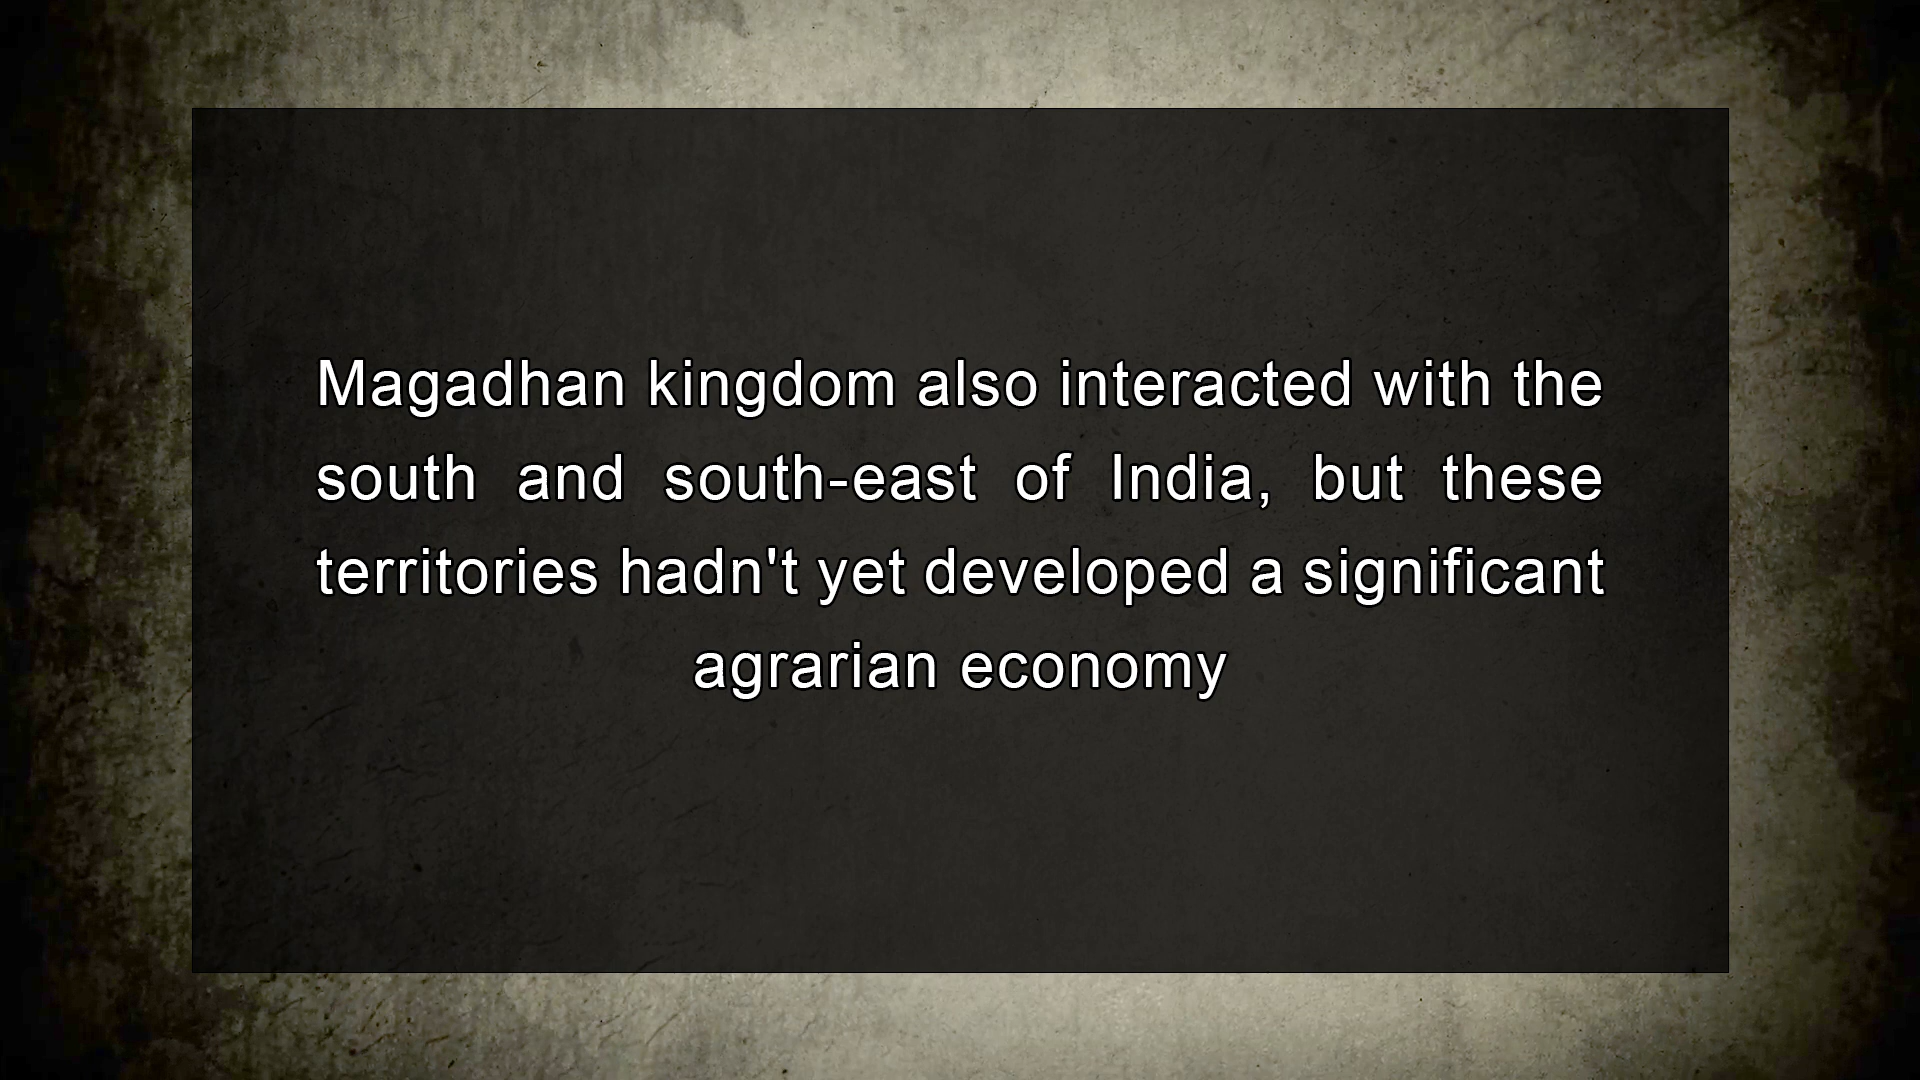 Magadhan kingdom also interacted with the
south and south-east of India, but these
territories hadn't yet developed a significant
agrarian economy